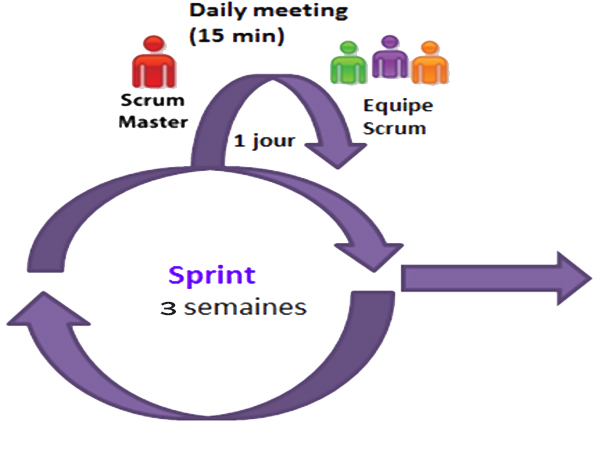 Daily meeting
(15 min)
Scrum
Master
Equipe
Scrum
1 jour
Sprint
3 semaines